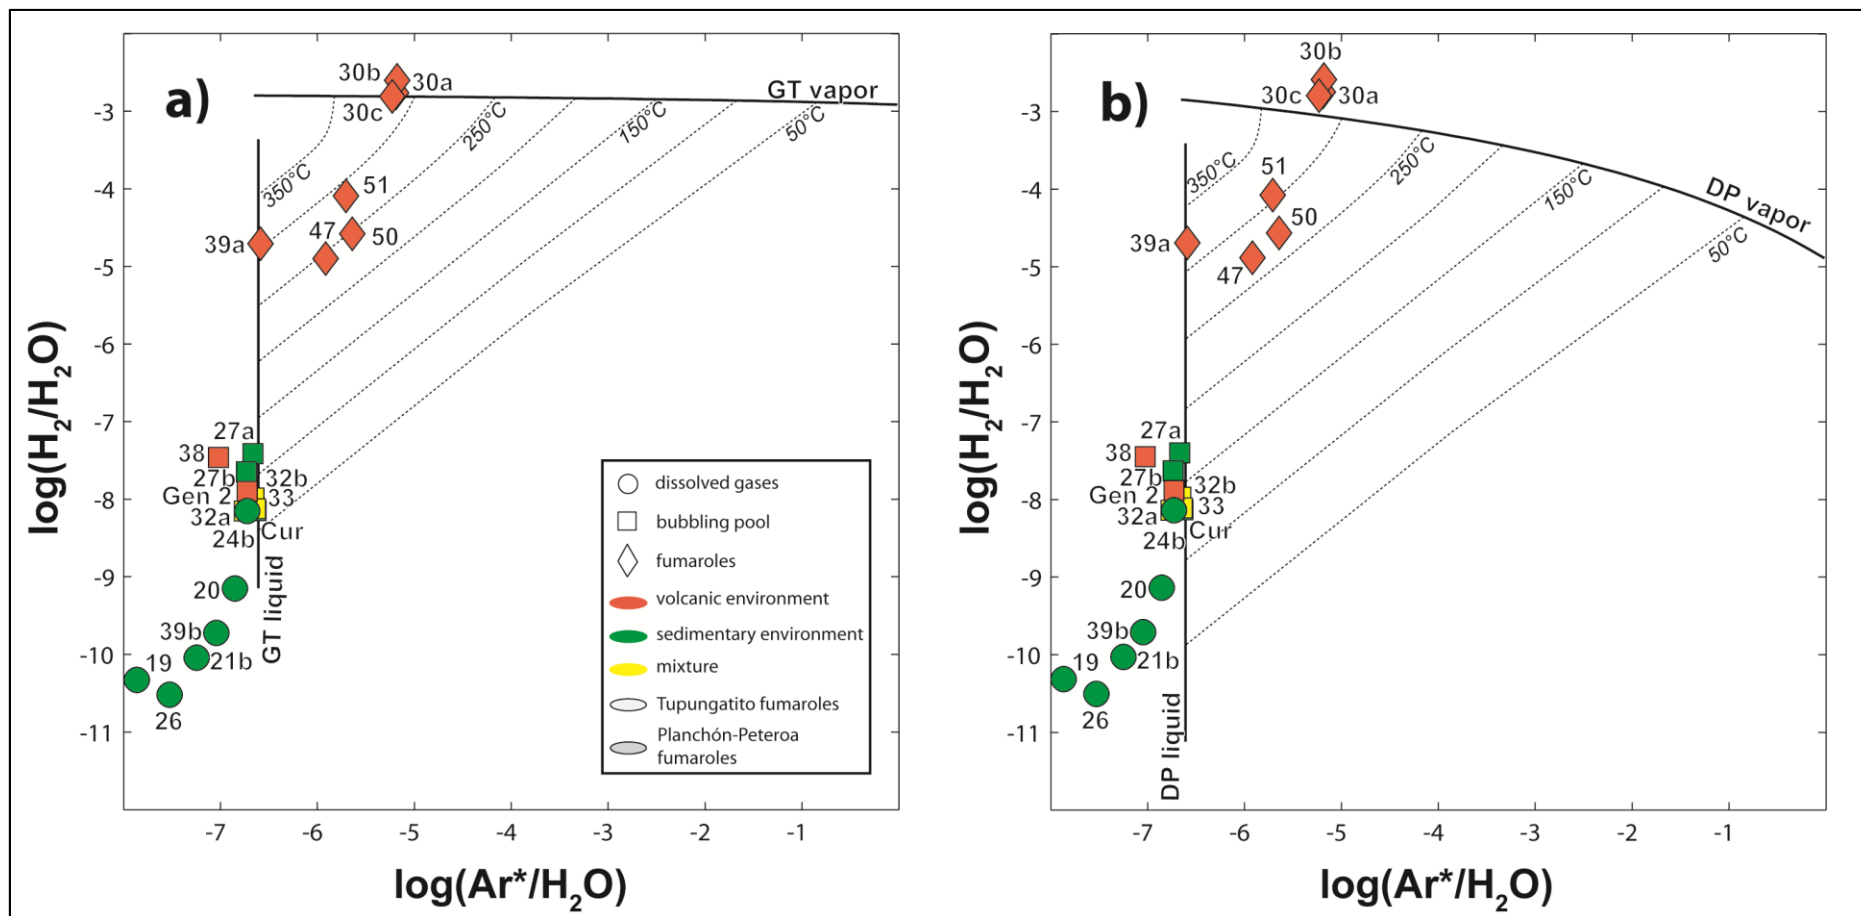 a)
30b
30a
30c
GT vapor
350°C
250°C
150°C
50°C
51
47
50
39a
27a
38
27b
32b
Gen 2
33
32a
Cur
24b
20
39b
21b
19
26
GT liquid
-3
-4
-5
-6
-7
-8
-9
-10
-11
-7
-6
-5
-4
-3
-2
-1
log(H2/H2O)
log(Ar*/H2O)
dissolved gases
bubbling pool
fumaroles
volcanic environment
sedimentary environment
mixture
Tupungatito fumaroles
Planchón-Peteroa
fumaroles
b)
30b
30c
30a
DP vapor
350°C
250°C
150°C
50°C
51
50
39a
47
27a
38
27b
32b
Gen 2
33
32a
Cur
24b
20
39b
21b
19
26
DP liquid
-3
-4
-5
-6
-7
-8
-9
-10
-11
-7
-6
-5
-4
-3
-2
-1
log(H2/H2O)
log(Ar*/H2O)